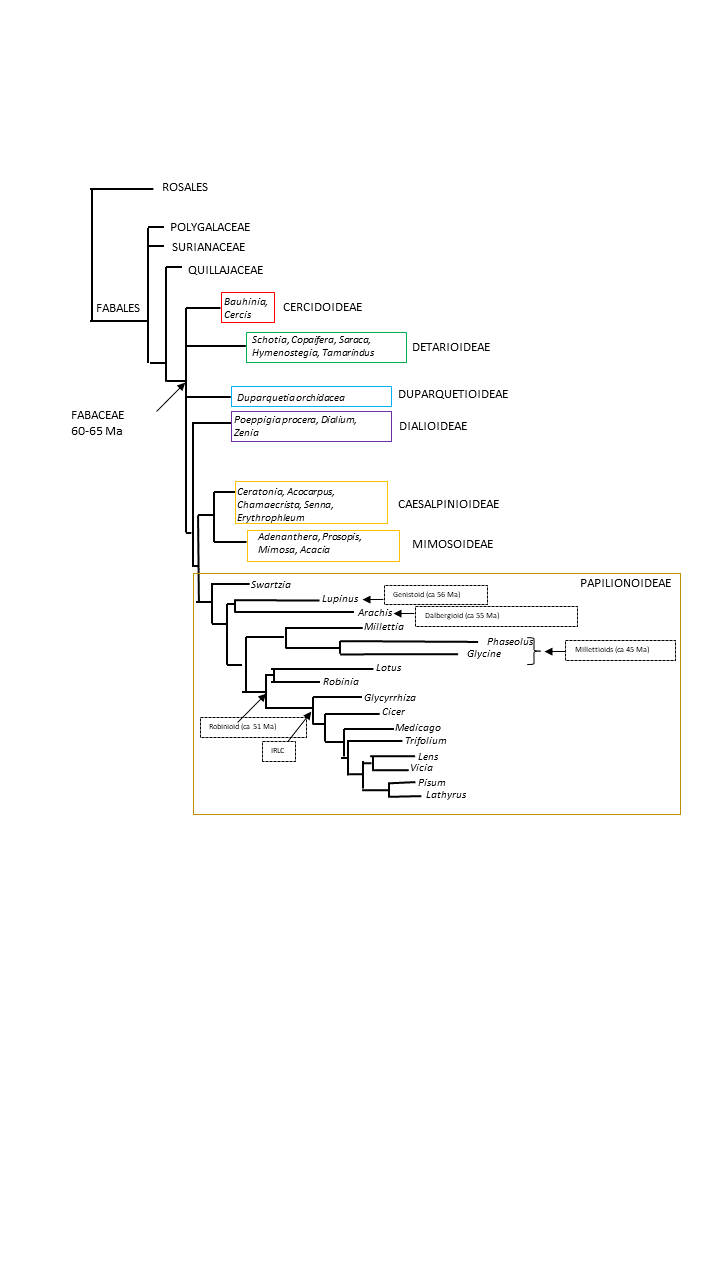 ROSALES
POLYGALACEAE
SURIANACEAE
QUILLAJACEAE
FABALES
Bauhinia,
Cercis
CERCIDOIDEAE
Schotia, Copaifera, Saraca,
Hymenostegia, Tamarindus
DETARIOIDEAE
Duparquetia orchidacea
DUPARQUETIOIDEAE
FABACEAE
60-65 Ma
Poeppigia procera, Dialium,
Zenia
DIALIOIDEAE
Ceratonia, Acocarpus,
Chamaecrista, Senna,
Erythrophleum
CAESALPINIOIDEAE
Adenanthera, Prosopis,
Mimosa, Acacia
MIMOSOIDEAE
PAPILIONOIDEAE
Swartzia
Lupinus
Genistoid (ca 56 Ma)
Arachis
Dalbergioid (ca 55 Ma)
Millettia
Phaseolus
Glycine
Millettioids (ca 45 Ma)
Lotus
Robinia
Glycyrrhiza
Cicer
Robinioid (ca 51 Ma)
Medicago
Trifolium
IRLC
Lens
Vicia
Pisum
Lathyrus